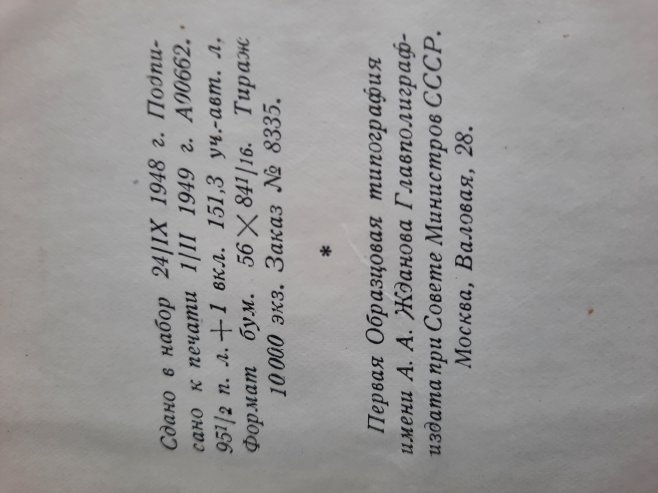 Сдано в набор 24/IX 1948 г. Подпи-
сано к печати 1/II 1949 г. А90662.
95¹/₂ п. л. + 1 вкл. 151,3 уч.-авт. л.
Формат бум. 56 × 84¹/₁₆. Тираж
10 000 экз. Заказ № 8335.
*
Первая Образцовая типография
имени А. А. Жданова Главполиграф-
издата при Совете Министров СССР.
Москва, Валовая, 28.